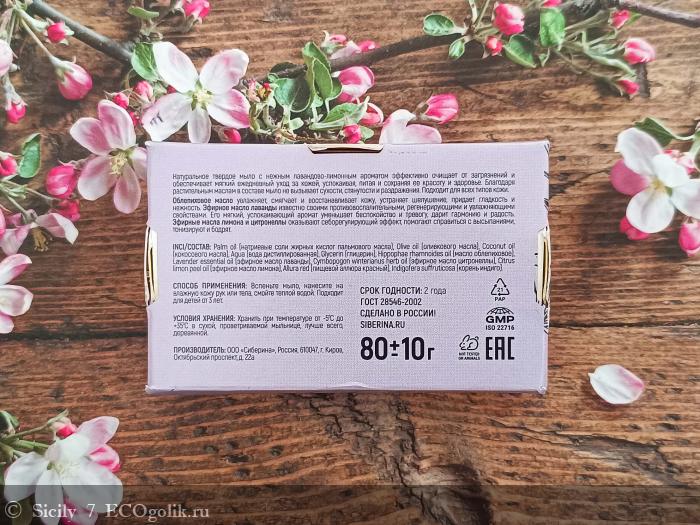 Натуральное твердое мыло с нежным лавандово-лимонным ароматом эффективно очищает от загрязнений и
обеспечивает мягкий ежедневный уход за кожей, успокаивая, питая и сохраняя ее красоту и здоровье. Благодаря
растительным маслам в составе мыло не вызывают сухости, стянутости и раздражения. Подходит для всех типов кожи.
Облепиховое масло увлажняет, смягчает и восстанавливает кожу, устраняет шелушение, придает гладкость и
нежность. Эфирное масло лаванды известно своими противовоспалительными, регенерирующими и увлажняющими
свойствами. Его мягкий, успокаивающий аромат уменьшает беспокойство и тревогу, дарит гармонию и радость.
Эфирные масла лимона и цитронеллы оказывают себорегулирующий эффект, помогают справиться с высыпаниями,
тонизируют и бодрят.
INCI/СОСТАВ: Palm oil (натриевые соли жирных кислот пальмового масла), Olive oil (оливкового масла), Coconut oil
(кокосового масла), Aqua (вода дистиллированная), Glycerin (глицерин), Hippophae rhamnoides oil (масло облепиховое),
Lavender essential oil (эфирное масло лаванды), Cymbopogon winterianus herb oil (эфирное масло цитронеллы), Citrus
limon peel oil (эфирное масло лимона), Allura red (пищевой аллюра красный), Indigofera suffruticosa (корень индиго).
СПОСОБ ПРИМЕНЕНИЯ: Вспеньте мыло, нанесите на
влажную кожу рук или тела, смойте теплой водой. Подходит
для детей от 3 лет.
УСЛОВИЯ ХРАНЕНИЯ: Хранить при температуре от -5°С до
+35°С в сухой, проветриваемой мыльнице, лучше всего,
деревянной.
ПРОИЗВОДИТЕЛЬ: ООО «Сиберина», Россия, 610047, г. Киров,
Октябрьский проспект, д. 22а
СРОК ГОДНОСТИ: 2 года
ГОСТ 28546-2002
СДЕЛАНО В РОССИИ!
SIBERINA.RU
80±10г
21
PAP
GMP
ISO 22716
NOT TESTED
ON ANIMALS
EAC
© Sicily_7 ECOgolik.ru